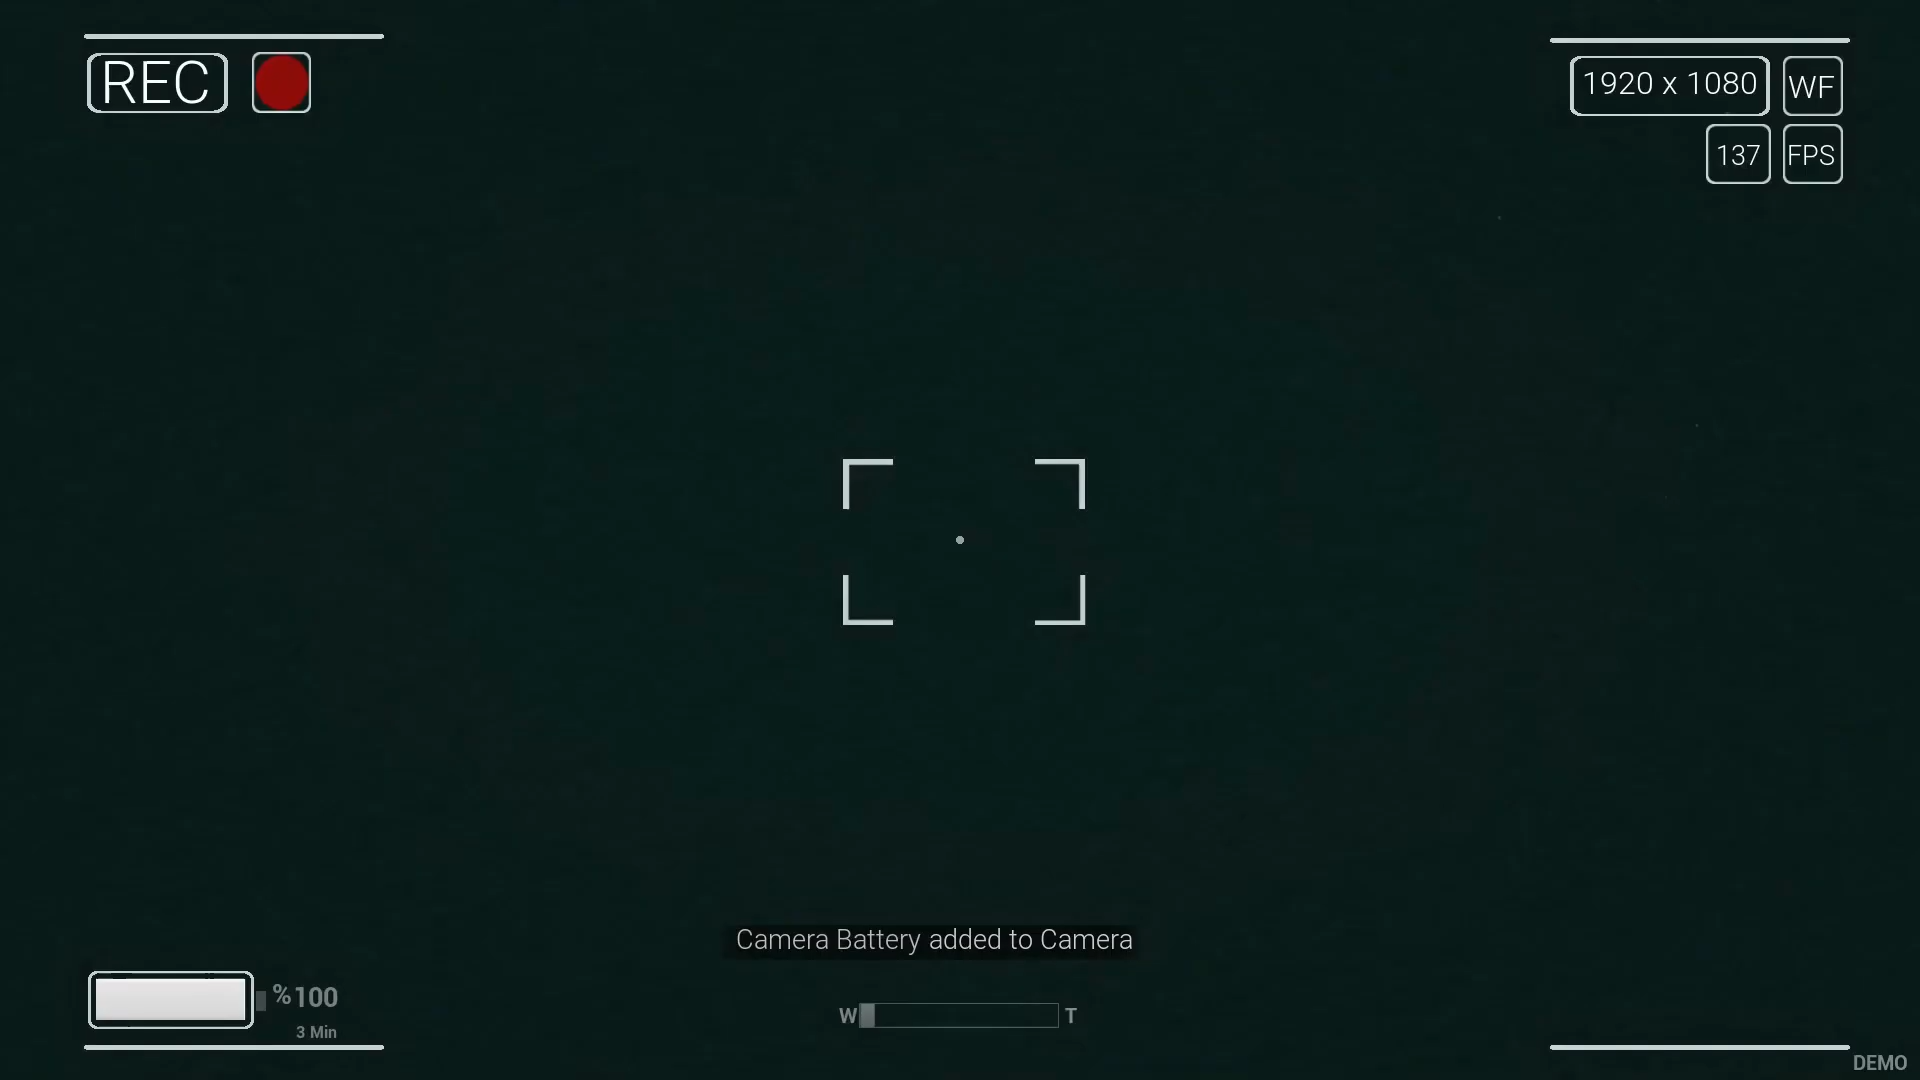 REC
1920 x 1080 WF
137 FPS
Camera Battery added to Camera
%100
3 Min
W T
DEMO